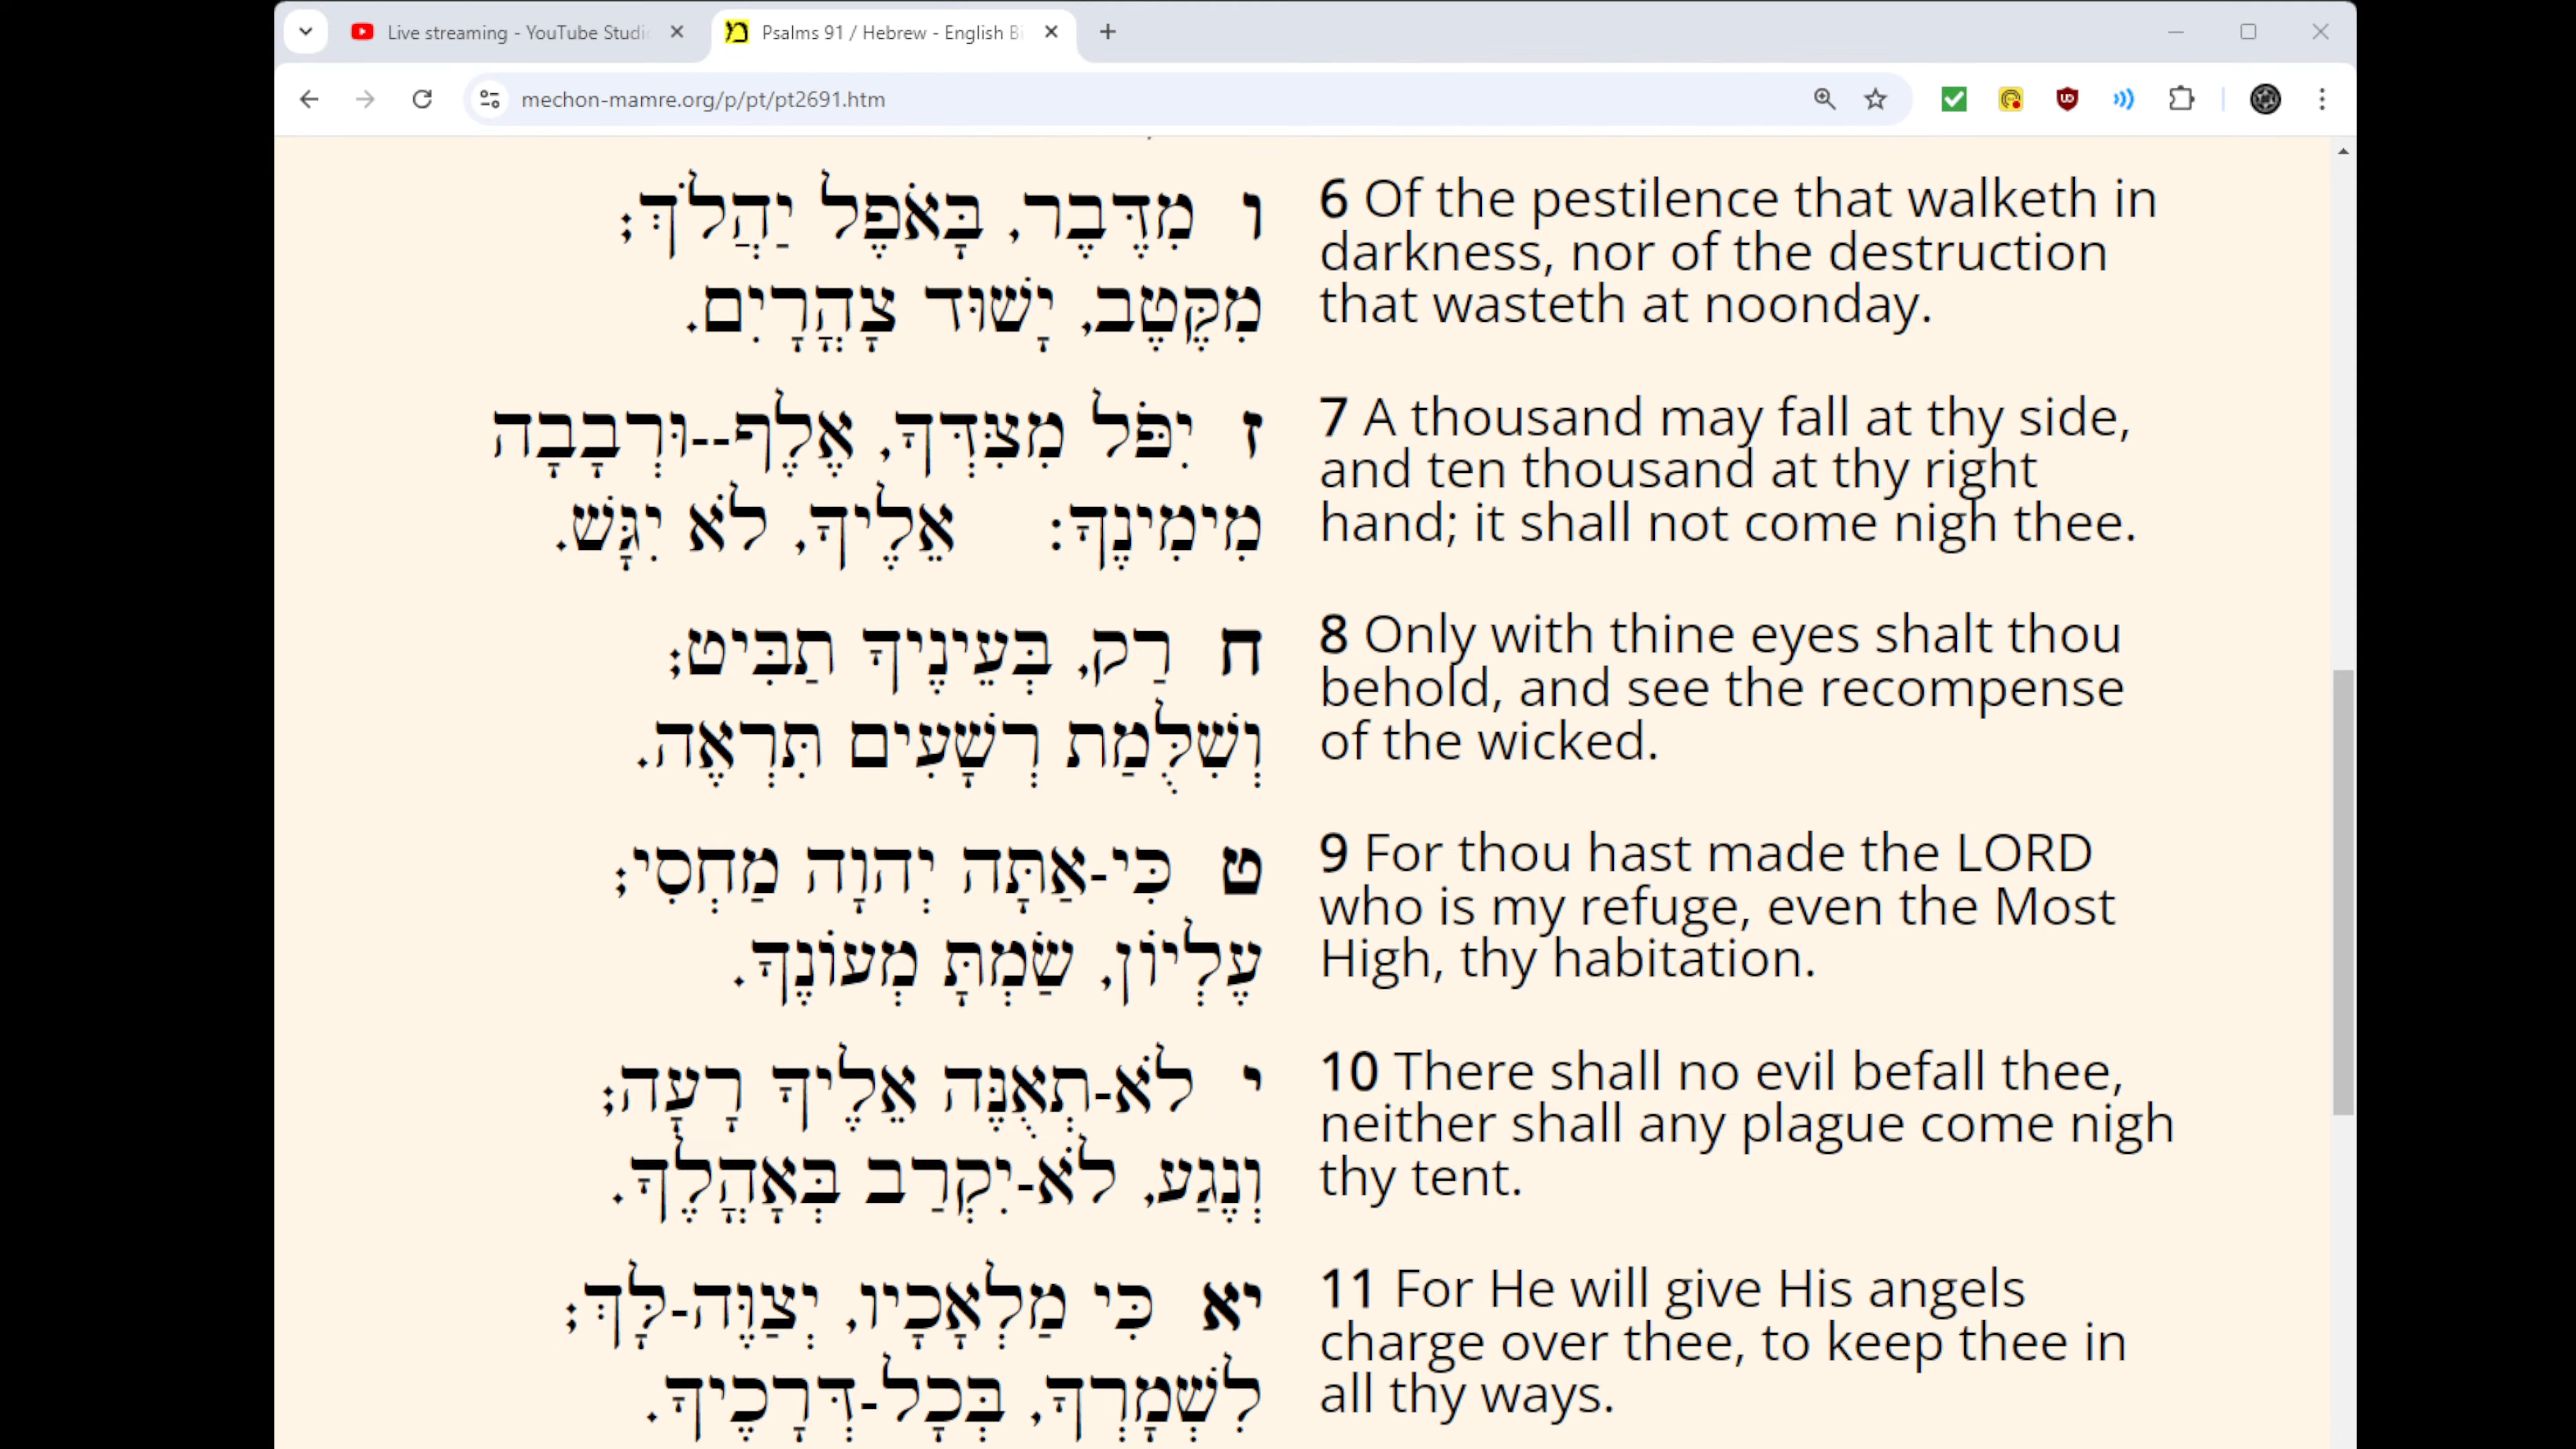 Live streaming - YouTube Studi
Psalms 91 / Hebrew - English Bi
mechon-mamre.org/p/pt/pt2691.htm
ו מִדֶּבֶר, בָּאֹפֶל יַהֲלֹךְ;
מִקֶּטֶב, יָשׁוּד צָהֳרָיִם.
6 Of the pestilence that walketh in
darkness, nor of the destruction
that wasteth at noonday.
ז יִפֹּל מִצִּדְּךָ, אֶלֶף--וּרְבָבָה
מִימִינֶךָ: אֵלֶיךָ, לֹא יִגָּשׁ.
7 A thousand may fall at thy side,
and ten thousand at thy right
hand; it shall not come nigh thee.
ח רַק, בְּעֵינֶיךָ תַבִּיט;
וְשִׁלֻּמַת רְשָׁעִים תִּרְאֶה.
8 Only with thine eyes shalt thou
behold, and see the recompense
of the wicked.
ט כִּי-אַתָּה יְהוָה מַחְסִי;
עֶלְיוֹן, שַׂמְתָּ מְעוֹנֶךָ.
9 For thou hast made the LORD
who is my refuge, even the Most
High, thy habitation.
י לֹא-תְאֻנֶּה אֵלֶיךָ רָעָה;
וְנֶגַע, לֹא-יִקְרַב בְּאָהֳלֶךָ.
10 There shall no evil befall thee,
neither shall any plague come nigh
thy tent.
יא כִּי מַלְאָכָיו, יְצַוֶּה-לָּךְ;
לִשְׁמָרְךָ, בְּכָל-דְּרָכֶיךָ.
11 For He will give His angels
charge over thee, to keep thee in
all thy ways.